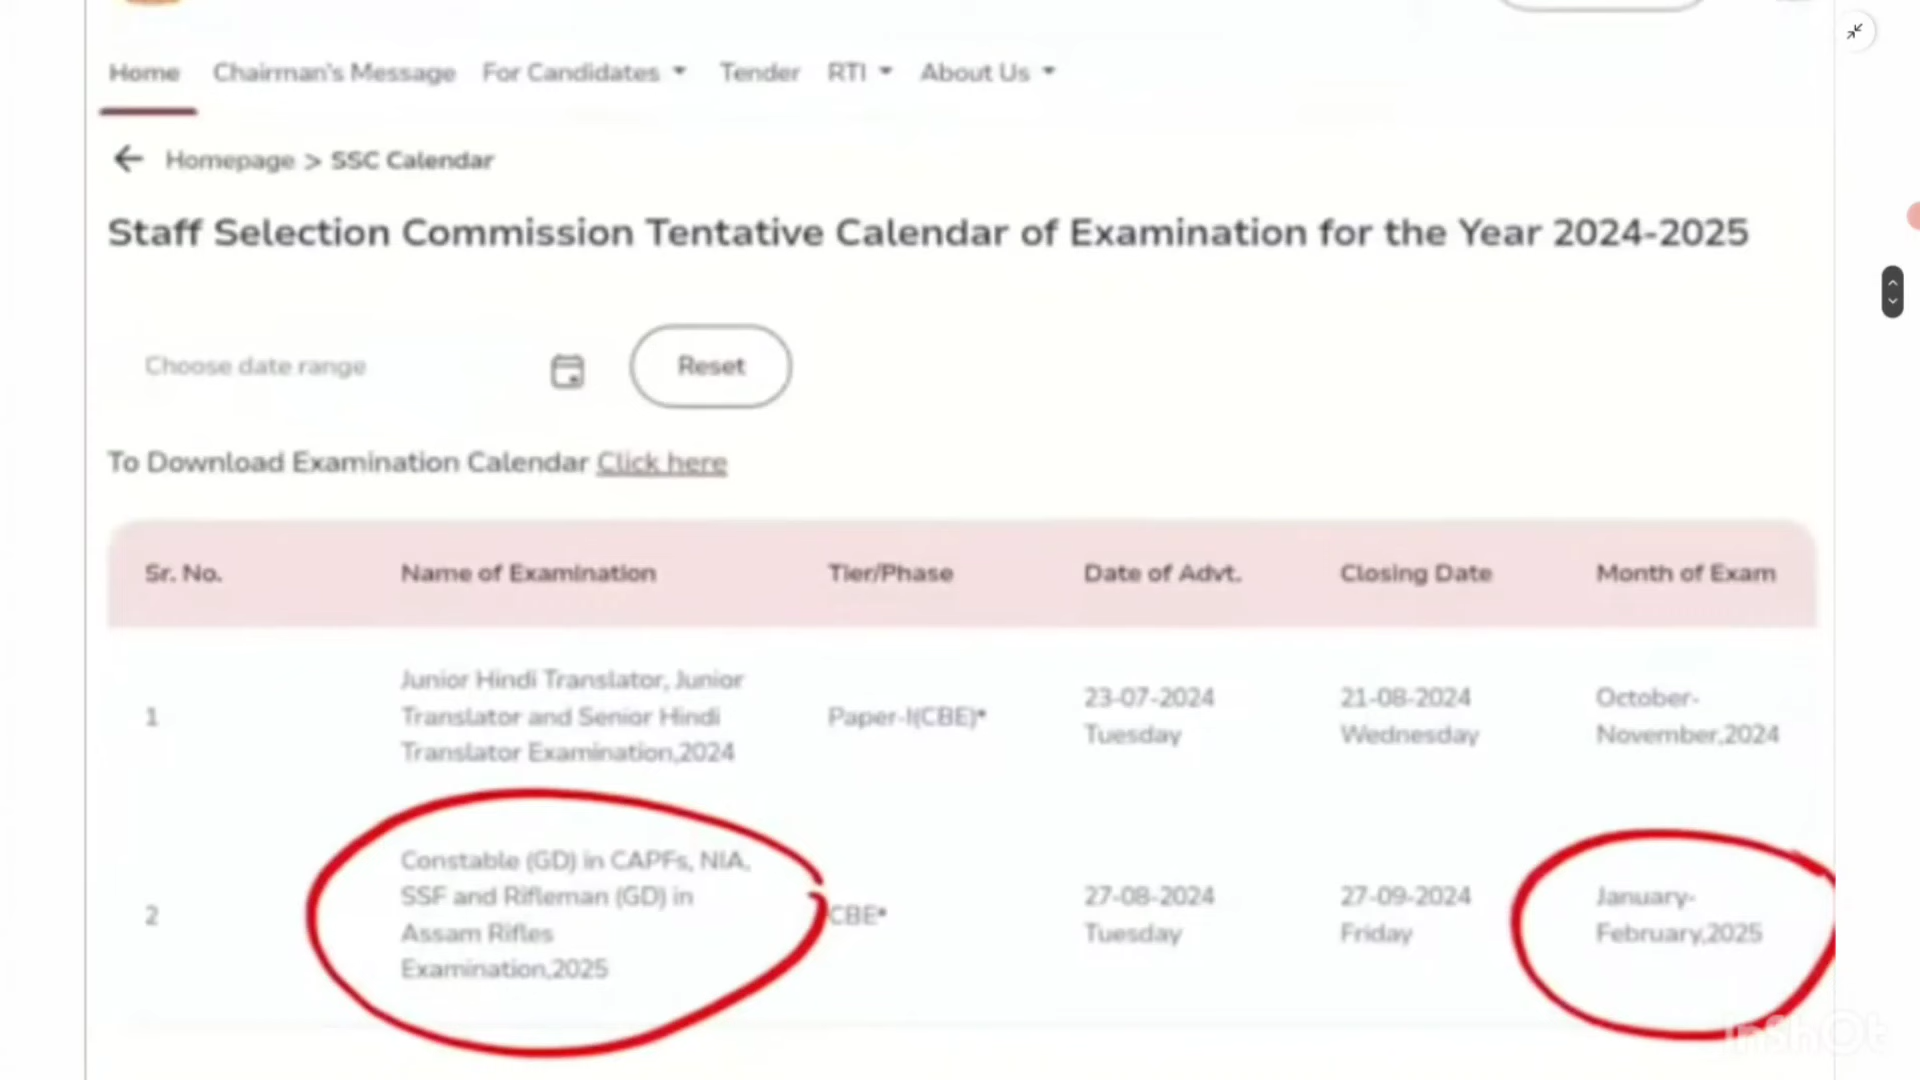 Home Chairman's Message For Candidates Tender RTI About Us
Homepage > SSC Calendar
Staff Selection Commission Tentative Calendar of Examination for the Year 2024-2025
Choose date range
Reset
To Download Examination Calendar Click here
Sr. No. Name of Examination Tier/Phase Date of Advt. Closing Date Month of Exam
1
Junior Hindi Translator, Junior
Translator and Senior Hindi
Translator Examination,2024
Paper-I(CBE)*
23-07-2024
Tuesday
21-08-2024
Wednesday
October-
November,2024
2
Constable (GD) in CAPFs, NIA,
SSF and Rifleman (GD) in
Assam Rifles
Examination,2025
CBE*
27-08-2024
Tuesday
27-09-2024
Friday
January-
February,2025
InShOt